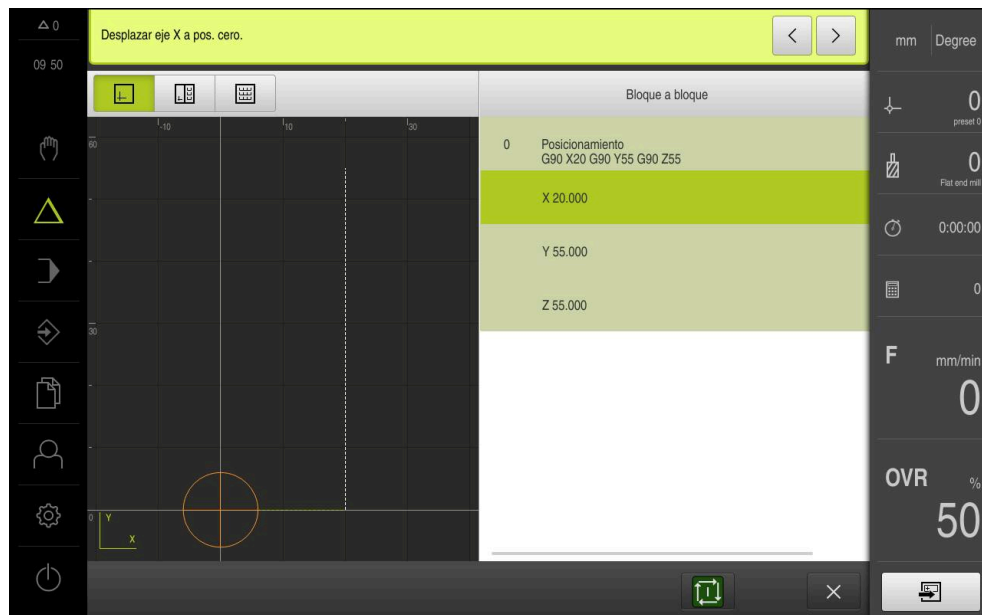 0
09 50
Desplazar eje X a pos. cero.
mm Degree
Bloque a bloque
-10 10 30
60
30
0
Y
X
0 Posicionamiento
G90 X20 G90 Y55 G90 Z55
X 20.000
Y 55.000
Z 55.000
0
preset 0
0
Flat end mill
0:00:00
0
F mm/min
0
OVR %
50